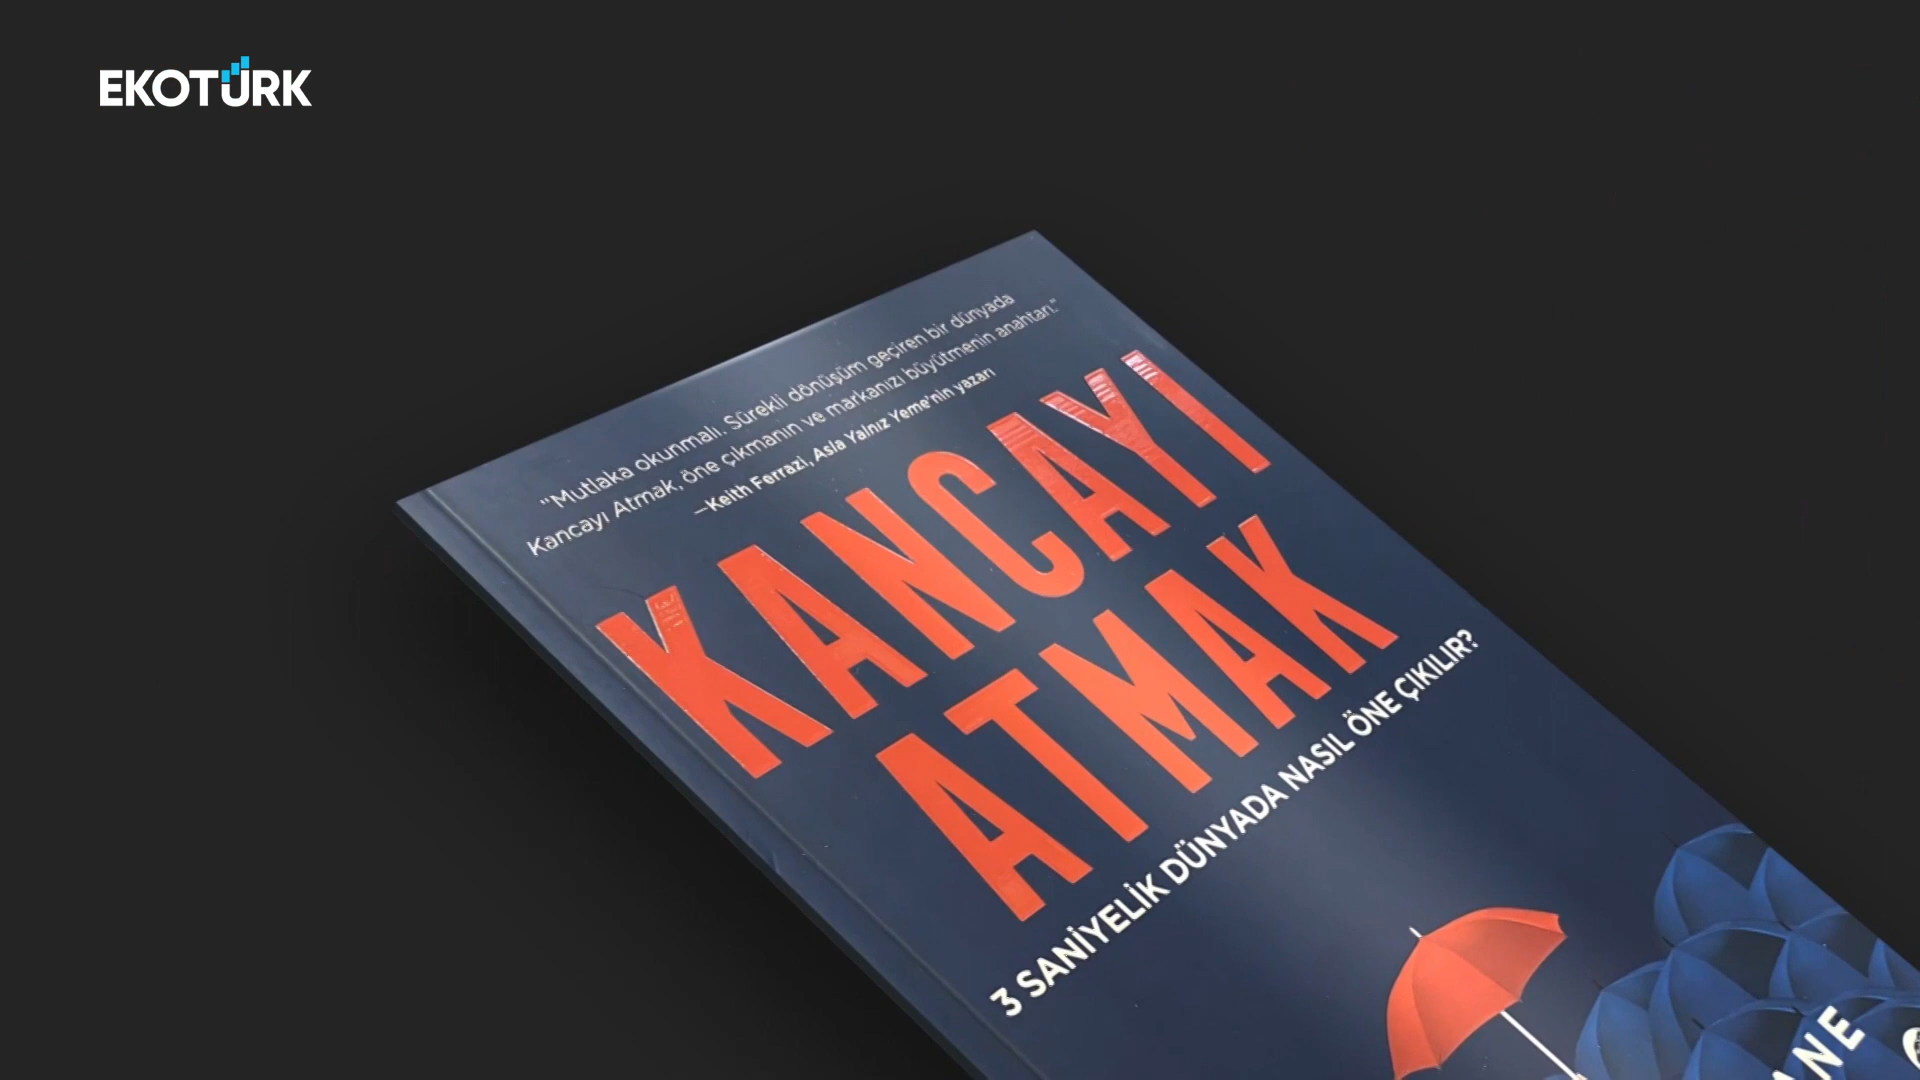 EKOTÜRK
"Mutlaka okunmalı. Sürekli dönüşüm geçiren bir dünyada
Kancayı Atmak, öne çıkmanın ve markanızı büyütmenin anahtarı."
—Keith Ferrazi, Asla Yalnız Yeme'nin yazarı
KANCAYI
ATMAK
3 SANİYELİK DÜNYADA NASIL ÖNE ÇIKILIR?
ANE